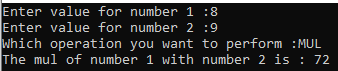 Enter value for number 1 :8
Enter value for number 2 :9
Which operation you want to perform :MUL
The mul of number 1 with number 2 is : 72